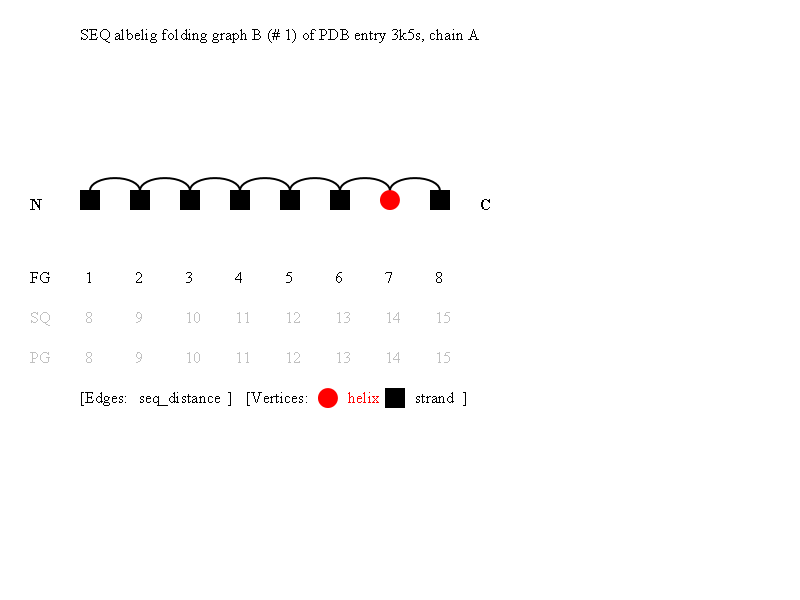 SEQ albelig folding graph B (# 1) of PDB entry 3k5s, chain A
N C
FG 1 2 3 4 5 6 7 8
SQ 8 9 10 11 12 13 14 15
PG 8 9 10 11 12 13 14 15
[Edges: seq_distance ] [Vertices: helix strand ]